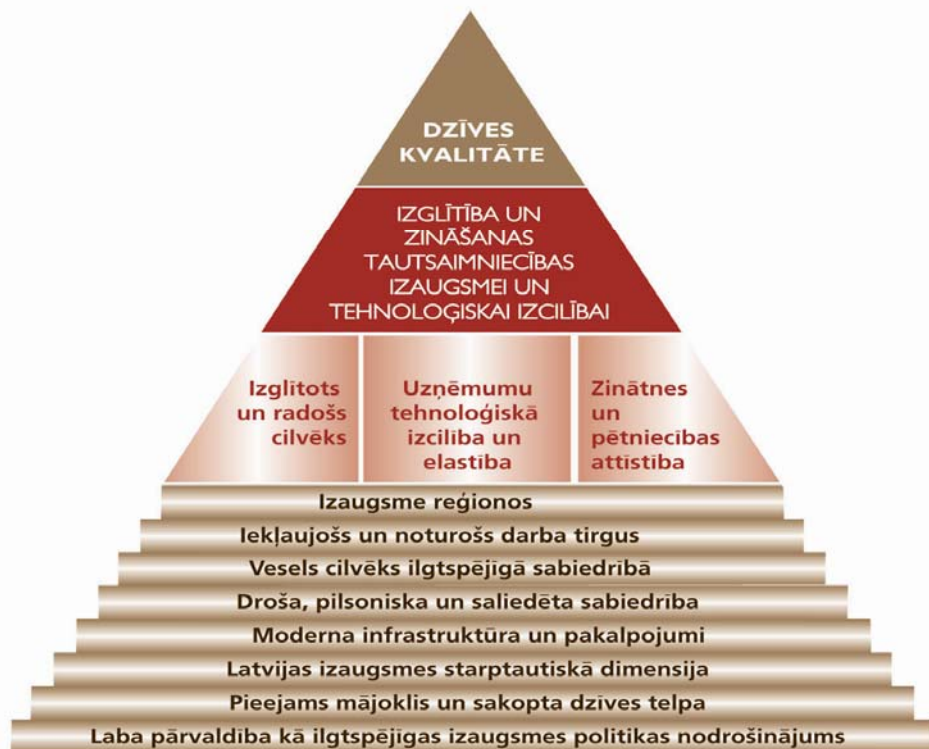 DZĪVES
KVALITĀTE
IZGLĪTĪBA UN
ZINĀŠANAS
TAUTSAIMNIECĪBAS
IZAUGSMEI UN
TEHNOLOĢISKAI IZCILĪBAI
Izglītots
un radošs
cilvēks
Uzņēmumu
tehnoloģiskā
izcilība un
elastība
Zinātnes
un
pētniecības
attīstība
Izaugsme reģionos
Iekļaujošs un noturošs darba tirgus
Vesels cilvēks ilgtspējīgā sabiedrībā
Droša, pilsoniska un saliedēta sabiedrība
Moderna infrastruktūra un pakalpojumi
Latvijas izaugsmes starptautiskā dimensija
Pieejams mājoklis un sakopta dzīves telpa
Laba pārvaldība kā ilgtspējīgas izaugsmes politikas nodrošinājums